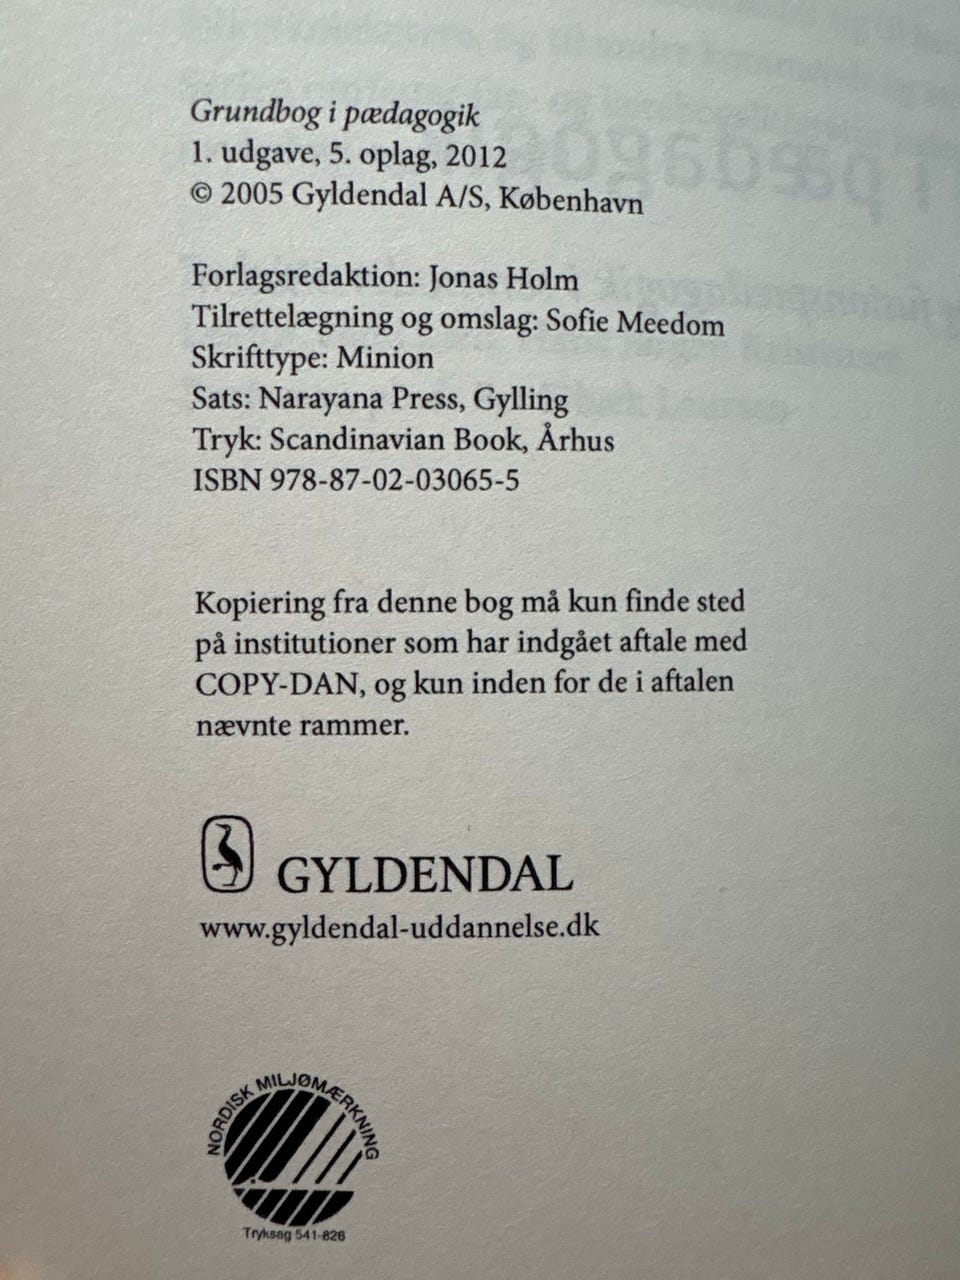 Grundbog i pædagogik
1. udgave, 5. oplag, 2012
© 2005 Gyldendal A/S, København
Forlagsredaktion: Jonas Holm
Tilrettelægning og omslag: Sofie Meedom
Skrifttype: Minion
Sats: Narayana Press, Gylling
Tryk: Scandinavian Book, Århus
ISBN 978-87-02-03065-5
Kopiering fra denne bog må kun finde sted
på institutioner som har indgået aftale med
COPY-DAN, og kun inden for de i aftalen
nævnte rammer.
GYLDENDAL
www.gyldendal-uddannelse.dk
NORDISK MILJØMÆRKNING
Tryksag 541-826